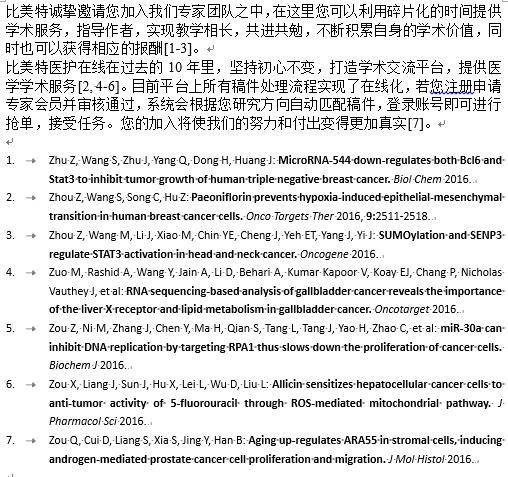 比美特诚挚邀请您加入我们专家团队之中,在这里您可以利用碎片化的时间提供
学术服务，指导作者，实现教学相长，共进共勉，不断积累自身的学术价值，同
时也可以获得相应的报酬[1-3]。
比美特医护在线在过去的 10 年里，坚持初心不变，打造学术交流平台，提供医
学学术服务[2, 4-6]。目前平台上所有稿件处理流程实现了在线化，若您注册申请
专家会员并审核通过，系统会根据您研究方向自动匹配稿件，登录账号即可进行
抢单，接受任务。您的加入将使我们的努力和付出变得更加真实[7]。
1. Zhu Z, Wang S, Zhu J, Yang Q, Dong H, Huang J: MicroRNA-544 down-regulates both Bcl6 and
Stat3 to inhibit tumor growth of human triple negative breast cancer. Biol Chem 2016.
2. Zhou Z, Wang S, Song C, Hu Z: Paeoniflorin prevents hypoxia-induced epithelial-mesenchymal
transition in human breast cancer cells. Onco Targets Ther 2016, 9:2511-2518.
3. Zhou Z, Wang M, Li J, Xiao M, Chin YE, Cheng J, Yeh ET, Yang J, Yi J: SUMOylation and SENP3
regulate STAT3 activation in head and neck cancer. Oncogene 2016.
4. Zuo M, Rashid A, Wang Y, Jain A, Li D, Behari A, Kumar Kapoor V, Koay EJ, Chang P, Nicholas
Vauthey J, et al: RNA sequencing-based analysis of gallbladder cancer reveals the importance
of the liver X receptor and lipid metabolism in gallbladder cancer. Oncotarget 2016.
5. Zou Z, Ni M, Zhang J, Chen Y, Ma H, Qian S, Tang L, Tang J, Yao H, Zhao C, et al: miR-30a can
inhibit DNA replication by targeting RPA1 thus slows down the proliferation of cancer cells.
Biochem J 2016.
6. Zou X, Liang J, Sun J, Hu X, Lei L, Wu D, Liu L: Allicin sensitizes hepatocellular cancer cells to
anti-tumor activity of 5-fluorouracil through ROS-mediated mitochondrial pathway. J
Pharmacol Sci 2016.
7. Zou Q, Cui D, Liang S, Xia S, Jing Y, Han B: Aging up-regulates ARA55 in stromal cells, inducing
androgen-mediated prostate cancer cell proliferation and migration. J Mol Histol 2016.